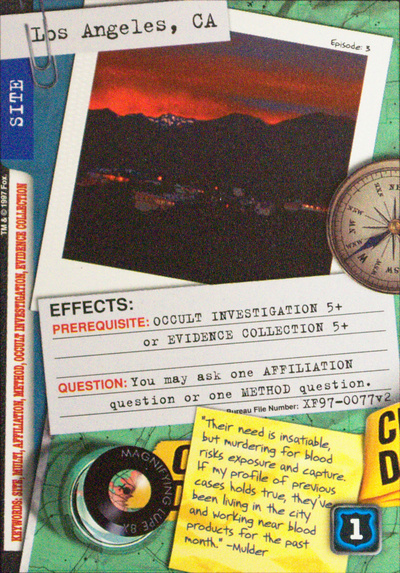 Los Angeles, CA
Episode: 3
SITE
TM & © 1997 Fox.
KEYWORDS: SITE, MULTI, AFFILIATION, METHOD, OCCULT INVESTIGATION, EVIDENCE COLLECTION
EFFECTS:
PREREQUISITE: OCCULT INVESTIGATION 5+
or EVIDENCE COLLECTION 5+
QUESTION: You may ask one AFFILIATION
question or one METHOD question.
Bureau File Number: XF97-0077v2
MAGNIFYING LUPE 8X
"Their need is insatiable,
but murdering for blood
risks exposure and capture.
If my profile of previous
cases holds true, they've
been living in the city
and working near blood
products for the past
month." -Mulder
1